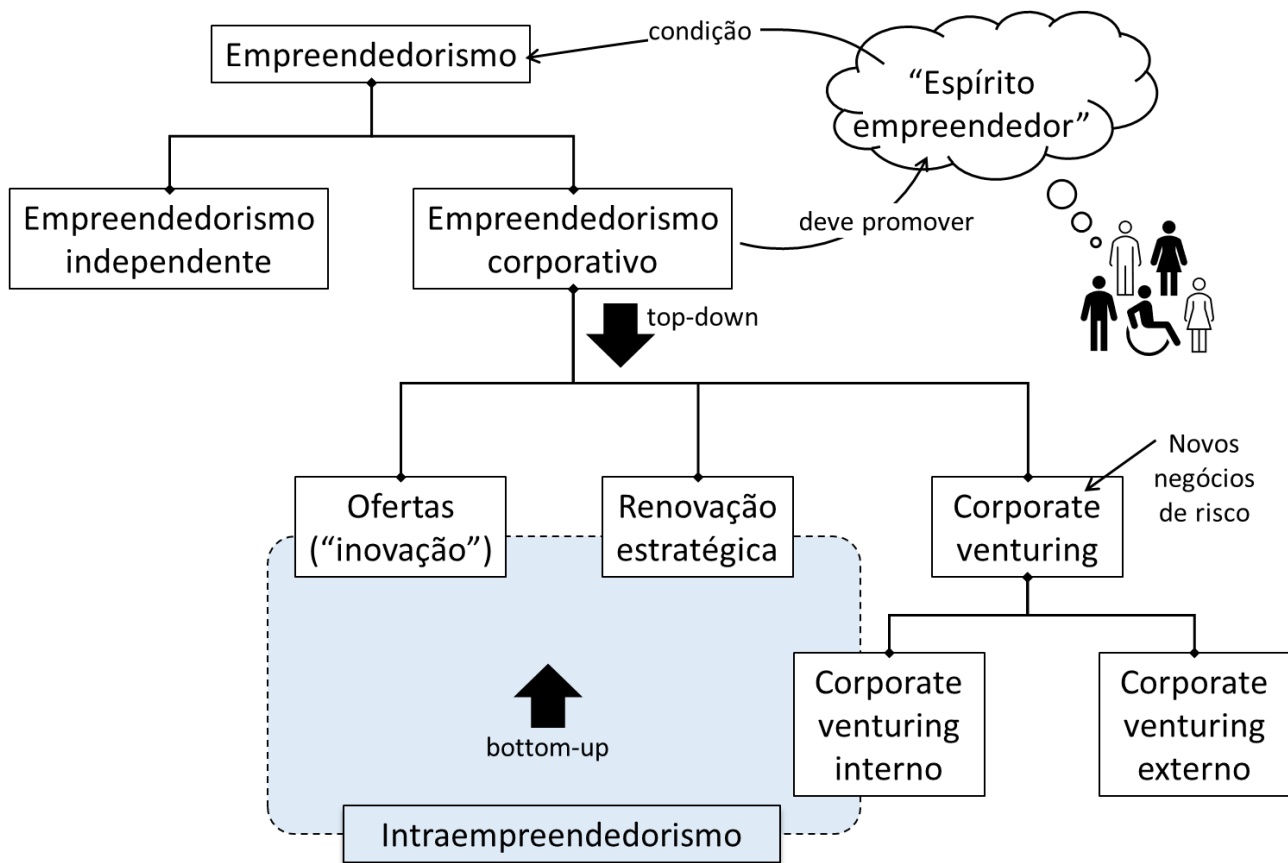 Empreendedorismo
condição
“Espírito
empreendedor”
Empreendedorismo
independente
Empreendedorismo
corporativo
deve promover
top-down
Novos
negócios
de risco
Ofertas
(“inovação”)
Renovação
estratégica
Corporate
venturing
bottom-up
Corporate
venturing
interno
Corporate
venturing
externo
Intraempreendedorismo